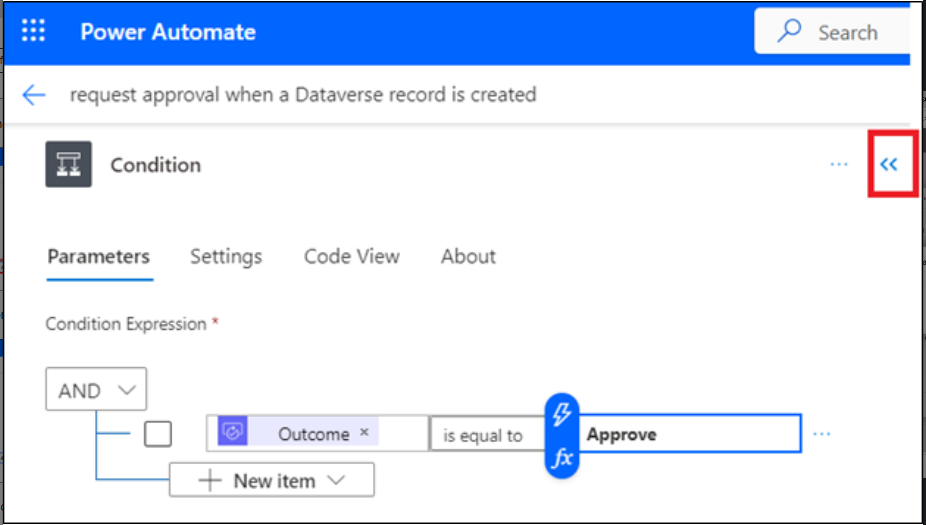 Power Automate
Search
request approval when a Dataverse record is created
Condition
Parameters Settings Code View About
Condition Expression *
AND
Outcome × is equal to fx Approve
New item